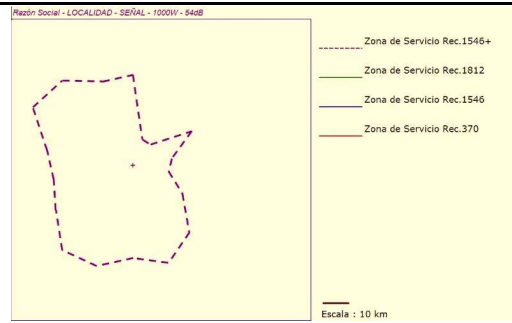 Razón Social - LOCALIDAD - SEÑAL - 1000W - 54dB
Zona de Servicio Rec.1546+
Zona de Servicio Rec.1812
Zona de Servicio Rec.1546
Zona de Servicio Rec.370
Escala : 10 km